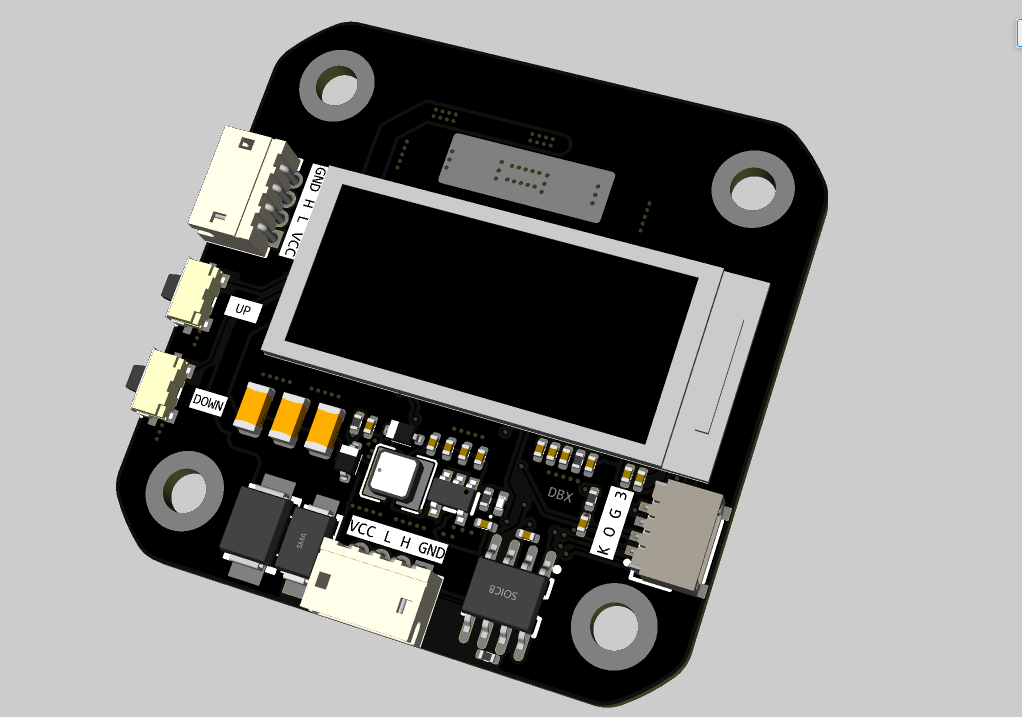 GND H L VCC
UP
DOWN
DBX
K O G 3
VCC L H GND
SMA
SOIC8